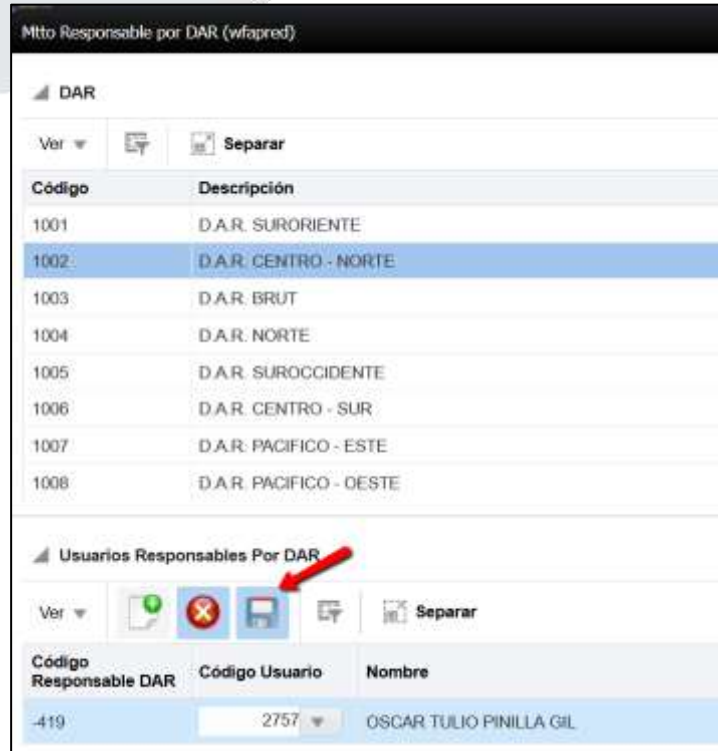 Mtto Responsable por DAR (wfapred)
DAR
Ver Separar
Código Descripción
1001 D.A.R. SURORIENTE
1002 D.A.R. CENTRO - NORTE
1003 D.A.R. BRUT
1004 D.A.R. NORTE
1005 D.A.R. SUROCCIDENTE
1006 D.A.R. CENTRO - SUR
1007 D.A.R. PACIFICO - ESTE
1008 D.A.R. PACIFICO - OESTE
Usuarios Responsables Por DAR
Ver Separar
Código
Responsable DAR Código Usuario Nombre
-419 2757 OSCAR TULIO PINILLA GIL